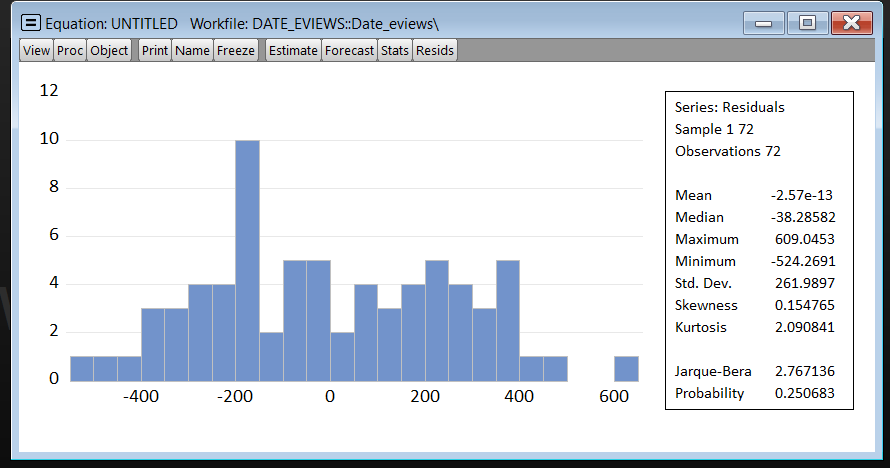 Equation: UNTITLED Workfile: DATE_EVIEWS::Date_eviews\
View Proc Object Print Name Freeze Estimate Forecast Stats Resids
12
10
8
6
4
2
0
-400 -200 0 200 400 600
Series: Residuals
Sample 1 72
Observations 72
Mean -2.57e-13
Median -38.28582
Maximum 609.0453
Minimum -524.2691
Std. Dev. 261.9897
Skewness 0.154765
Kurtosis 2.090841
Jarque-Bera 2.767136
Probability 0.250683